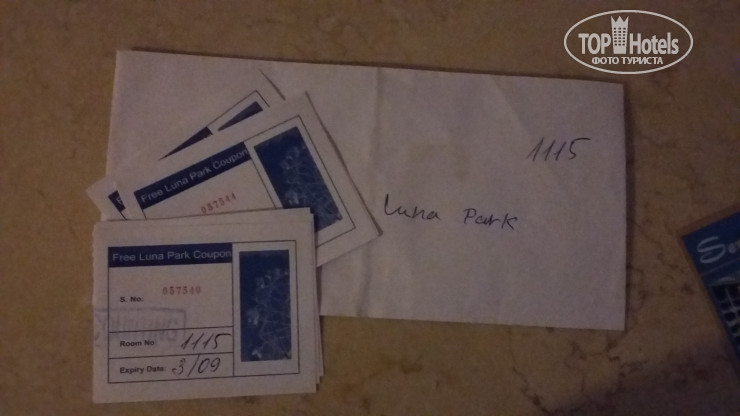 TOP Hotels
ФОТО ТУРИСТА
1115
Luna Park
Free Luna Park Coupon
057544
Free Luna Park Coupon
S. No: 057540
Room No: 1115
Expiry Date: 3/09